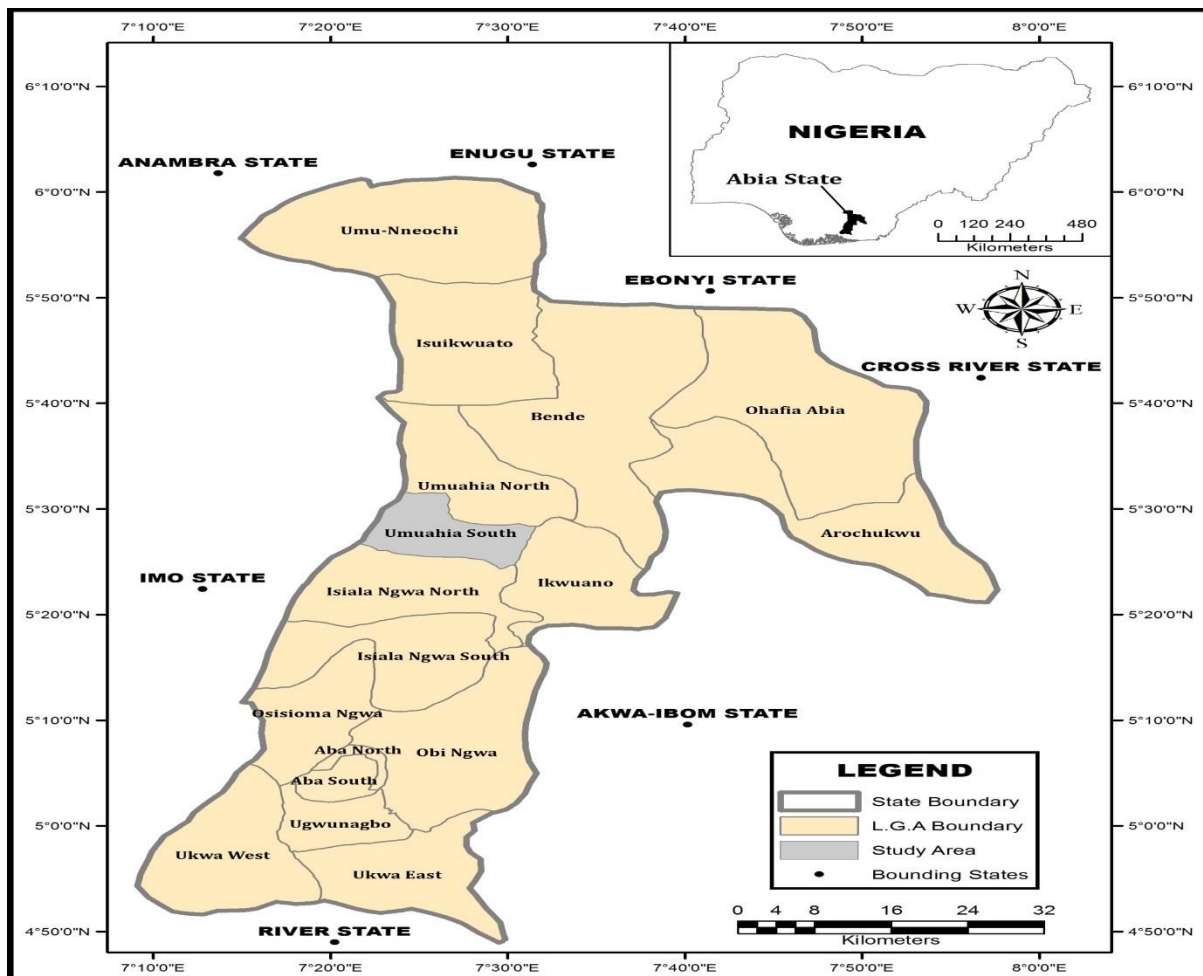 7°10'0"E 7°20'0"E 7°30'0"E 7°40'0"E 7°50'0"E 8°0'0"E
6°10'0"N 6°10'0"N
NIGERIA
Abia State
0 120 240 480
Kilometers
ANAMBRA STATE
ENUGU STATE
6°0'0"N 6°0'0"N
Umu-Nneochi
EBONYI STATE
N
W E
S
5°50'0"N 5°50'0"N
Isuikwuato
CROSS RIVER STATE
5°40'0"N 5°40'0"N
Bende
Ohafia Abia
Umuahia North
5°30'0"N 5°30'0"N
Umuahia South
Arochukwu
IMO STATE
Ikwuano
Isiala Ngwa North
5°20'0"N 5°20'0"N
Isiala Ngwa South
Osisioma Ngwa
AKWA-IBOM STATE
5°10'0"N 5°10'0"N
Aba North
Obi Ngwa
Aba South
Ugwunagbo
5°0'0"N 5°0'0"N
Ukwa West
Ukwa East
LEGEND
State Boundary
L.G.A Boundary
Study Area
Bounding States
0 4 8 16 24 32
Kilometers
4°50'0"N 4°50'0"N
RIVER STATE
7°10'0"E 7°20'0"E 7°30'0"E 7°40'0"E 7°50'0"E 8°0'0"E